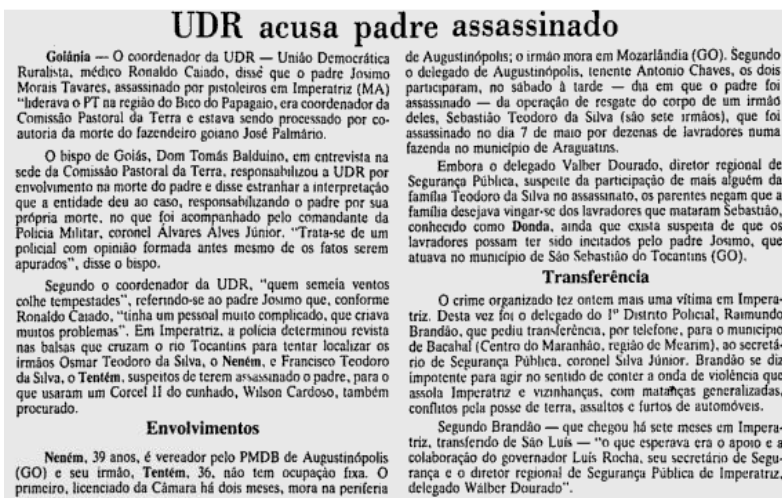 UDR acusa padre assassinado
Goiânia — O coordenador da UDR — União Democrática
Ruralista, médico Ronaldo Caiado, disse que o padre Josimo
Morais Tavares, assassinado por pistoleiros em Imperatriz (MA)
"liderava o PT na região do Bico do Papagaio, era coordenador da
Comissão Pastoral da Terra e estava sendo processado por co-
autoria da morte do fazendeiro goiano José Palmário.
O bispo de Goiás, Dom Tomás Balduino, em entrevista na
sede da Comissão Pastoral da Terra, responsabilizou a UDR por
envolvimento na morte do padre e disse estranhar a interpretação
que a entidade deu ao caso, responsabilizando o padre por sua
própria morte, no que foi acompanhado pelo comandante da
Polícia Militar, coronel Álvares Alves Júnior. "Trata-se de um
policial com opinião formada antes mesmo de os fatos serem
apurados", disse o bispo.
Segundo o coordenador da UDR, "quem semeia ventos
colhe tempestades", referindo-se ao padre Josimo que, conforme
Ronaldo Caiado, "tinha um pessoal muito complicado, que criava
muitos problemas". Em Imperatriz, a polícia determinou revista
nas balsas que cruzam o rio Tocantins para tentar localizar os
irmãos Osmar Teodoro da Silva, o Neném, e Francisco Teodoro
da Silva, o Tentém, suspeitos de terem assassinado o padre, para o
que usaram um Corcel II do cunhado, Wilson Cardoso, também
procurado.
Envolvimentos
Neném, 39 anos, é vereador pelo PMDB de Augustinópolis
(GO) e seu irmão, Tentém, 36, não tem ocupação fixa. O
primeiro, licenciado da Câmara há dois meses, mora na periferia
de Augustinópolis; o irmão mora em Mozarlândia (GO). Segundo
o delegado de Augustinópolis, tenente Antonio Chaves, os dois
participaram, no sábado à tarde — dia em que o padre foi
assassinado — da operação de resgate do corpo de um irmão
deles, Sebastião Teodoro da Silva (são sete irmãos), que foi
assassinado no dia 7 de maio por dezenas de lavradores numa
fazenda no município de Araguatins.
Embora o delegado Valber Dourado, diretor regional de
Segurança Pública, suspeite da participação de mais alguém da
família Teodoro da Silva no assassinato, os parentes negam que a
família desejava vingar-se dos lavradores que mataram Sebastião,
conhecido como Donda, ainda que exista suspeita de que os
lavradores possam ter sido incitados pelo padre Josimo, que
atuava no município de São Sebastião do Tocantins (GO).
Transferência
O crime organizado fez ontem mais uma vítima em Impera-
triz. Desta vez foi o delegado do 1º Distrito Policial, Raimundo
Brandão, que pediu transferência, por telefone, para o município
de Bacabal (Centro do Maranhão, região de Mearim), ao secretá-
rio de Segurança Pública, coronel Silva Júnior. Brandão se diz
impotente para agir no sentido de conter a onda de violência que
assola Imperatriz e vizinhanças, com matanças generalizadas,
conflitos pela posse de terra, assaltos e furtos de automóveis.
Segundo Brandão — que chegou há sete meses em Impera-
triz, transferido de São Luís — "o que esperava era o apoio e a
colaboração do governador Luís Rocha, seu secretário de Segu-
rança e o diretor regional de Segurança Pública de Imperatriz,
delegado Wálber Dourado".